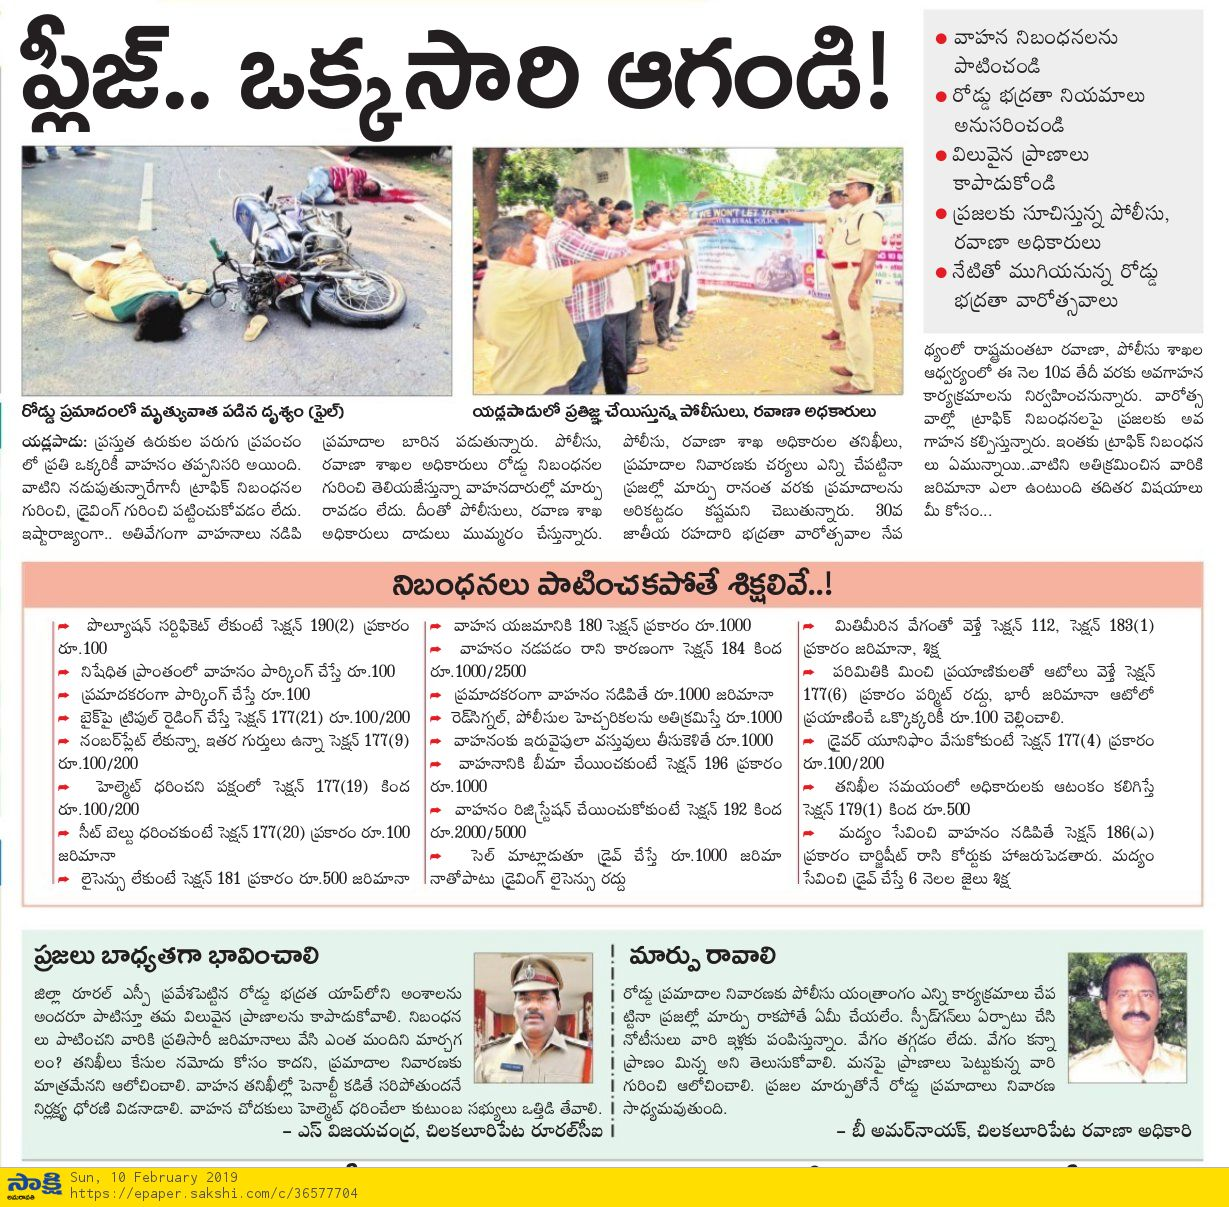 ప్లీజ్.. ఒక్కసారి ఆగండి!
● వాహన నిబంధనలను
పాటించండి
● రోడ్డు భద్రతా నియమాలు
అనుసరించండి
● విలువైన ప్రాణాలు
కాపాడుకోండి
● ప్రజలకు సూచిస్తున్న పోలీసు,
రవాణా అధికారులు
● నేటితో ముగియనున్న రోడ్డు
భద్రతా వారోత్సవాలు
WE WON'T LET YOU
RURAL POLICE
రోడ్డు ప్రమాదంలో మృత్యువాత పడిన దృశ్యం (ఫైల్)
యడ్లపాడులో ప్రతిజ్ఞ చేయిస్తున్న పోలీసులు, రవాణా అధకారులు
యడ్లపాడు: ప్రస్తుత ఉరుకుల పరుగు ప్రపంచం
లో ప్రతి ఒక్కరికీ వాహనం తప్పనిసరి అయింది.
వాటిని నడుపుతున్నారేగానీ ట్రాఫిక్ నిబంధనల
గురించి, డ్రైవింగ్ గురించి పట్టించుకోవడం లేదు.
ఇష్టారాజ్యంగా.. అతివేగంగా వాహనాలు నడిపి
ప్రమాదాల బారిన పడుతున్నారు. పోలీసు,
రవాణా శాఖల అధికారులు రోడ్డు నిబంధనల
గురించి తెలియజేస్తున్నా వాహనదారుల్లో మార్పు
రావడం లేదు. దీంతో పోలీసులు, రవాణ శాఖ
అధికారులు దాడులు ముమ్మరం చేస్తున్నారు.
పోలీసు, రవాణా శాఖ అధికారుల తనిఖీలు,
ప్రమాదాల నివారణకు చర్యలు ఎన్ని చేపట్టినా
ప్రజల్లో మార్పు రానంత వరకు ప్రమాదాలను
అరికట్టడం కష్టమని చెబుతున్నారు. 30వ
జాతీయ రహదారి భద్రతా వారోత్సవాల నేప
థ్యంలో రాష్ట్రమంతటా రవాణా, పోలీసు శాఖల
ఆధ్వర్యంలో ఈ నెల 10వ తేదీ వరకు అవగాహన
కార్యక్రమాలను నిర్వహించనున్నారు. వారోత్స
వాల్లో ట్రాఫిక్ నిబంధనలపై ప్రజలకు అవ
గాహన కల్పిస్తున్నారు. ఇంతకు ట్రాఫిక్ నిబంధన
లు ఏమున్నాయి..వాటిని అతిక్రమించిన వారికి
జరిమానా ఎలా ఉంటుంది తదితర విషయాలు
మీ కోసం...
నిబంధనలు పాటించకపోతే శిక్షలివే..!
➡ పొల్యూషన్ సర్టిఫికెట్ లేకుంటే సెక్షన్ 190(2) ప్రకారం
రూ.100
➡ నిషేధిత ప్రాంతంలో వాహనం పార్కింగ్ చేస్తే రూ.100
➡ ప్రమాదకరంగా పార్కింగ్ చేస్తే రూ.100
➡ బైక్‌పై ట్రిపుల్ రైడింగ్ చేస్తే సెక్షన్ 177(21) రూ.100/200
➡ నంబర్‌ప్లేట్ లేకున్నా, ఇతర గుర్తులు ఉన్నా సెక్షన్ 177(9)
రూ.100/200
➡ హెల్మెట్ ధరించని పక్షంలో సెక్షన్ 177(19) కింద
రూ.100/200
➡ సీట్ బెల్టు ధరించకుంటే సెక్షన్ 177(20) ప్రకారం రూ.100
జరిమానా
➡ లైసెన్సు లేకుంటే సెక్షన్ 181 ప్రకారం రూ.500 జరిమానా
➡ వాహన యజమానికి 180 సెక్షన్ ప్రకారం రూ.1000
➡ వాహనం నడపడం రాని కారణంగా సెక్షన్ 184 కింద
రూ.1000/2500
➡ ప్రమాదకరంగా వాహనం నడిపితే రూ.1000 జరిమానా
➡ రెడ్‌సిగ్నల్, పోలీసుల హెచ్చరికలను అతిక్రమిస్తే రూ.1000
➡ వాహనంకు ఇరువైపులా వస్తువులు తీసుకెళితే రూ.1000
➡ వాహనానికి బీమా చేయించకుంటే సెక్షన్ 196 ప్రకారం
రూ.1000
➡ వాహనం రిజిస్ట్రేషన్ చేయించుకోకుంటే సెక్షన్ 192 కింద
రూ.2000/5000
➡ సెల్ మాట్లాడుతూ డ్రైవ్ చేస్తే రూ.1000 జరిమా
నాతోపాటు డ్రైవింగ్ లైసెన్సు రద్దు
➡ మితిమీరిన వేగంతో వెళ్తే సెక్షన్ 112, సెక్షన్ 183(1)
ప్రకారం జరిమానా, శిక్ష
➡ పరిమితికి మించి ప్రయాణికులతో ఆటోలు వెళ్తే సెక్షన్
177(6) ప్రకారం పర్మిట్ రద్దు, భారీ జరిమానా ఆటోలో
ప్రయాణించే ఒక్కొక్కరికీ రూ.100 చెల్లించాలి.
➡ డ్రైవర్ యూనిఫాం వేసుకోకుంటే సెక్షన్ 177(4) ప్రకారం
రూ.100/200
➡ తనిఖీల సమయంలో అధికారులకు ఆటంకం కలిగిస్తే
సెక్షన్ 179(1) కింద రూ.500
➡ మద్యం సేవించి వాహనం నడిపితే సెక్షన్ 186(ఎ)
ప్రకారం చార్జిషీట్ రాసి కోర్టుకు హాజరుపెడతారు. మద్యం
సేవించి డ్రైవ్ చేస్తే 6 నెలల జైలు శిక్ష
ప్రజలు బాధ్యతగా భావించాలి
జిల్లా రూరల్ ఎస్పీ ప్రవేశపెట్టిన రోడ్డు భద్రత యాప్‌లోని అంశాలను
అందరూ పాటిస్తూ తమ విలువైన ప్రాణాలను కాపాడుకోవాలి. నిబంధన
లు పాటించని వారికి ప్రతిసారీ జరిమానాలు వేసి ఎంత మందిని మార్చగ
లం? తనిఖీలు కేసుల నమోదు కోసం కాదని, ప్రమాదాల నివారణకు
మాత్రమేనని ఆలోచించాలి. వాహన తనిఖీల్లో పెనాల్టీ కడితే సరిపోతుందనే
నిర్లక్ష్య ధోరణి విడనాడాలి. వాహన చోదకులు హెల్మెట్ ధరించేలా కుటుంబ సభ్యులు ఒత్తిడి తేవాలి.
– ఎస్ విజయచంద్ర, చిలకలూరిపేట రూరల్‌సీఐ
మార్పు రావాలి
రోడ్డు ప్రమాదాల నివారణకు పోలీసు యంత్రాంగం ఎన్ని కార్యక్రమాలు చేప
ట్టినా ప్రజల్లో మార్పు రాకపోతే ఏమీ చేయలేం. స్పీడ్‌గన్‌లు ఏర్పాటు చేసి
నోటీసులు వారి ఇళ్లకు పంపిస్తున్నాం. వేగం తగ్గడం లేదు. వేగం కన్నా
ప్రాణం మిన్న అని తెలుసుకోవాలి. మనపై ప్రాణాలు పెట్టుకున్న వారి
గురించి ఆలోచించాలి. ప్రజల మార్పుతోనే రోడ్డు ప్రమాదాలు నివారణ
సాధ్యమవుతుంది.
– బీ అమర్‌నాయక్, చిలకలూరిపేట రవాణా అధికారి
సాక్షి
అమరావతి
Sun, 10 February 2019
https://epaper.sakshi.com/c/36577704